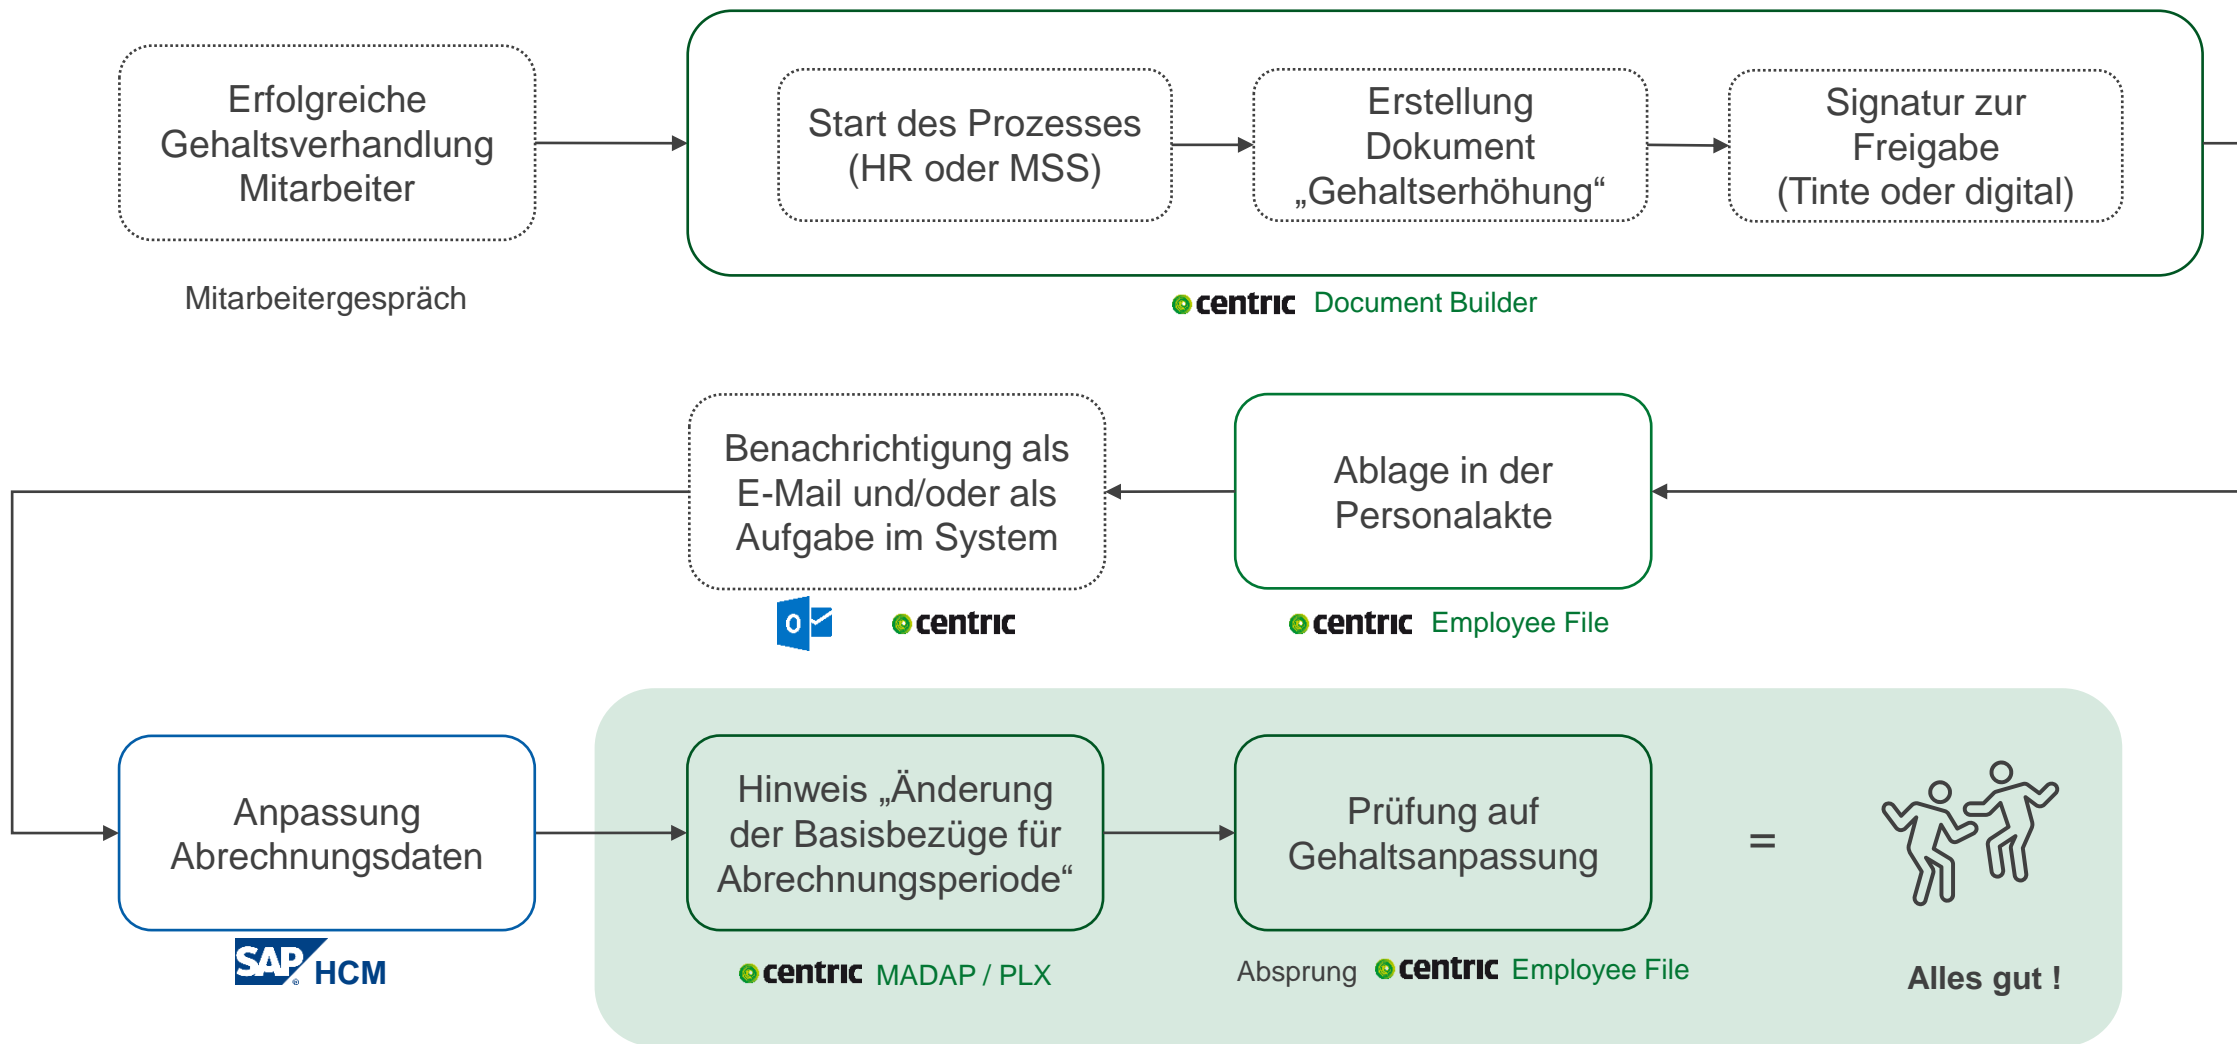 Erfolgreiche
Gehaltsverhandlung
Mitarbeiter
Mitarbeitergespräch
Start des Prozesses
(HR oder MSS)
Erstellung
Dokument
„Gehaltserhöhung“
Signatur zur
Freigabe
(Tinte oder digital)
centric Document Builder
Benachrichtigung als
E-Mail und/oder als
Aufgabe im System
o centric
Ablage in der
Personalakte
centric Employee File
Anpassung
Abrechnungsdaten
SAP® HCM
Hinweis „Änderung
der Basisbezüge für
Abrechnungsperiode“
centric MADAP / PLX
Prüfung auf
Gehaltsanpassung
Absprung centric Employee File
=
Alles gut !